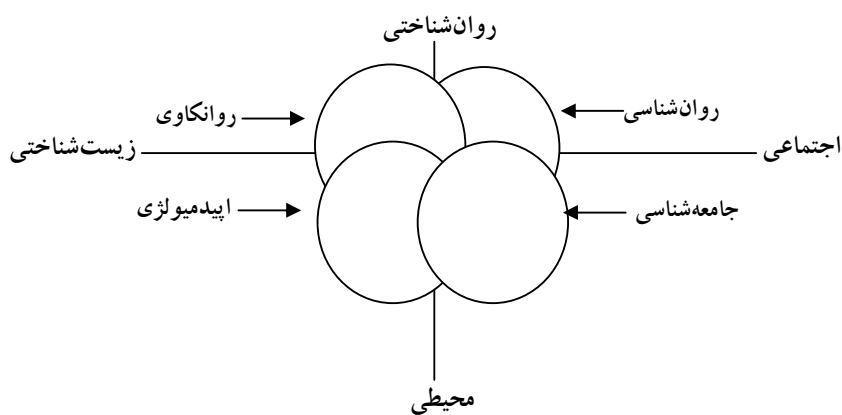 روان‌شناختی
روان‌شناسی
روانکاوی
اجتماعی
زیست‌شناختی
جامعه‌شناسی
اپیدمیولژی
محیطی